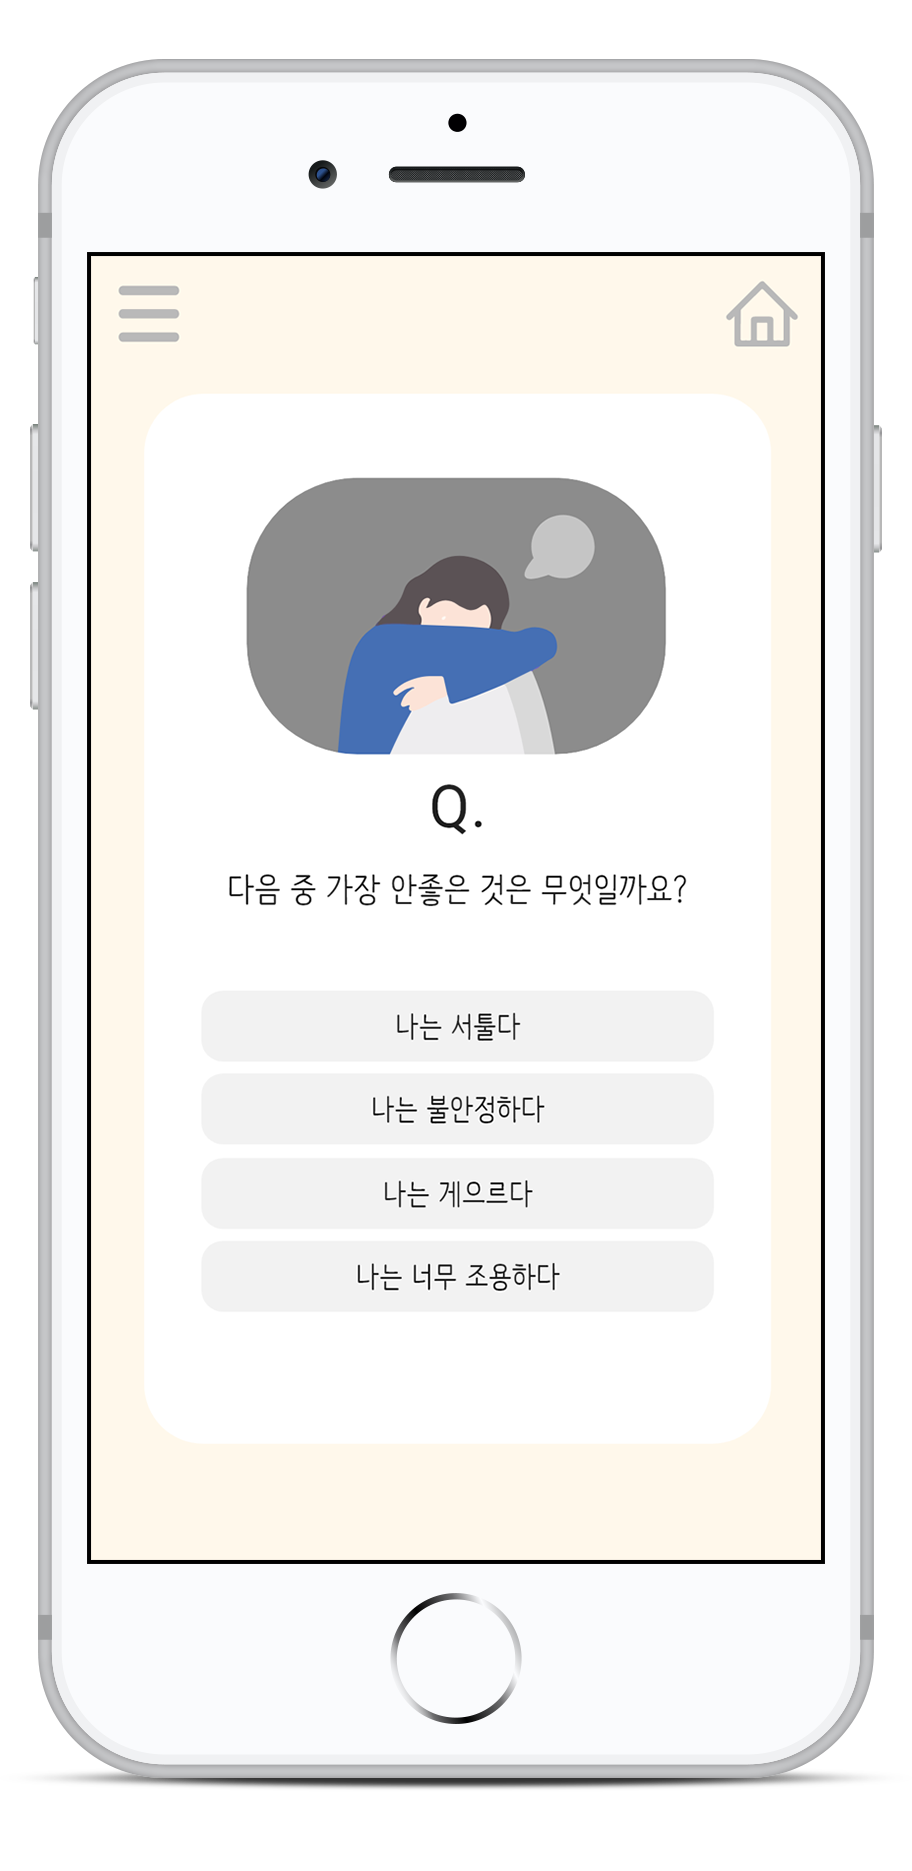 Q.
다음 중 가장 안좋은 것은 무엇일까요?
나는 서툴다
나는 불안정하다
나는 게으르다
나는 너무 조용하다